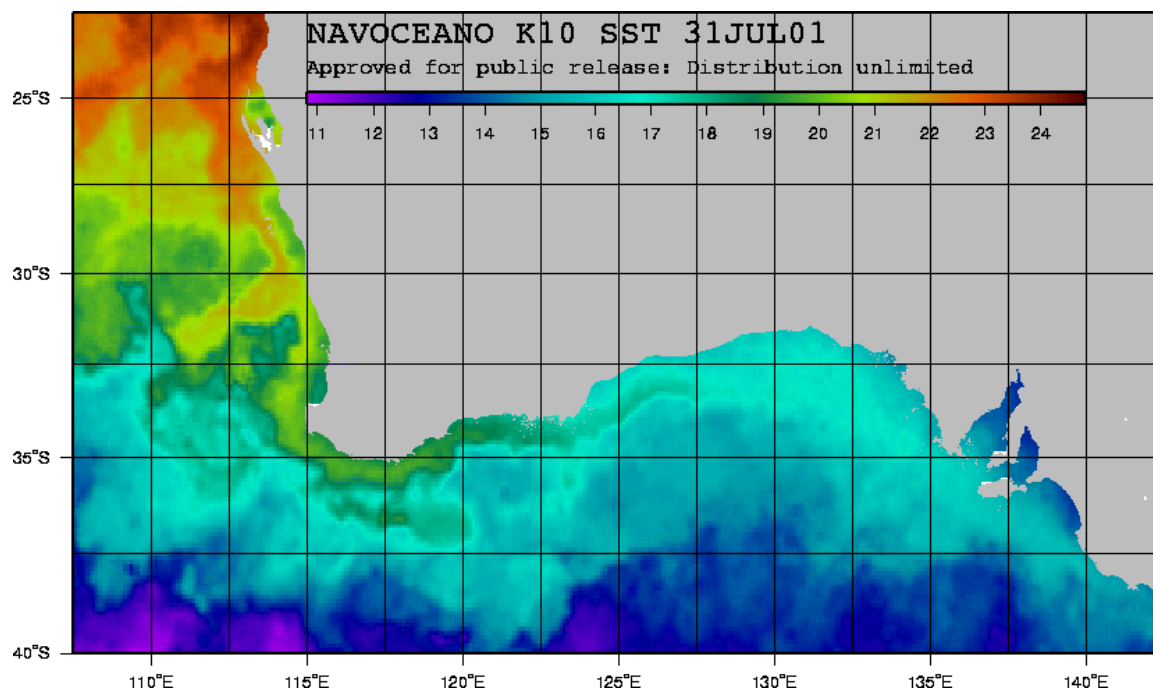 NAVOCEANO K10 SST 31JUL01
Approved for public release: Distribution unlimited
11 12 13 14 15 16 17 18 19 20 21 22 23 24
25°S
30°S
35°S
40°S
110°E 115°E 120°E 125°E 130°E 135°E 140°E